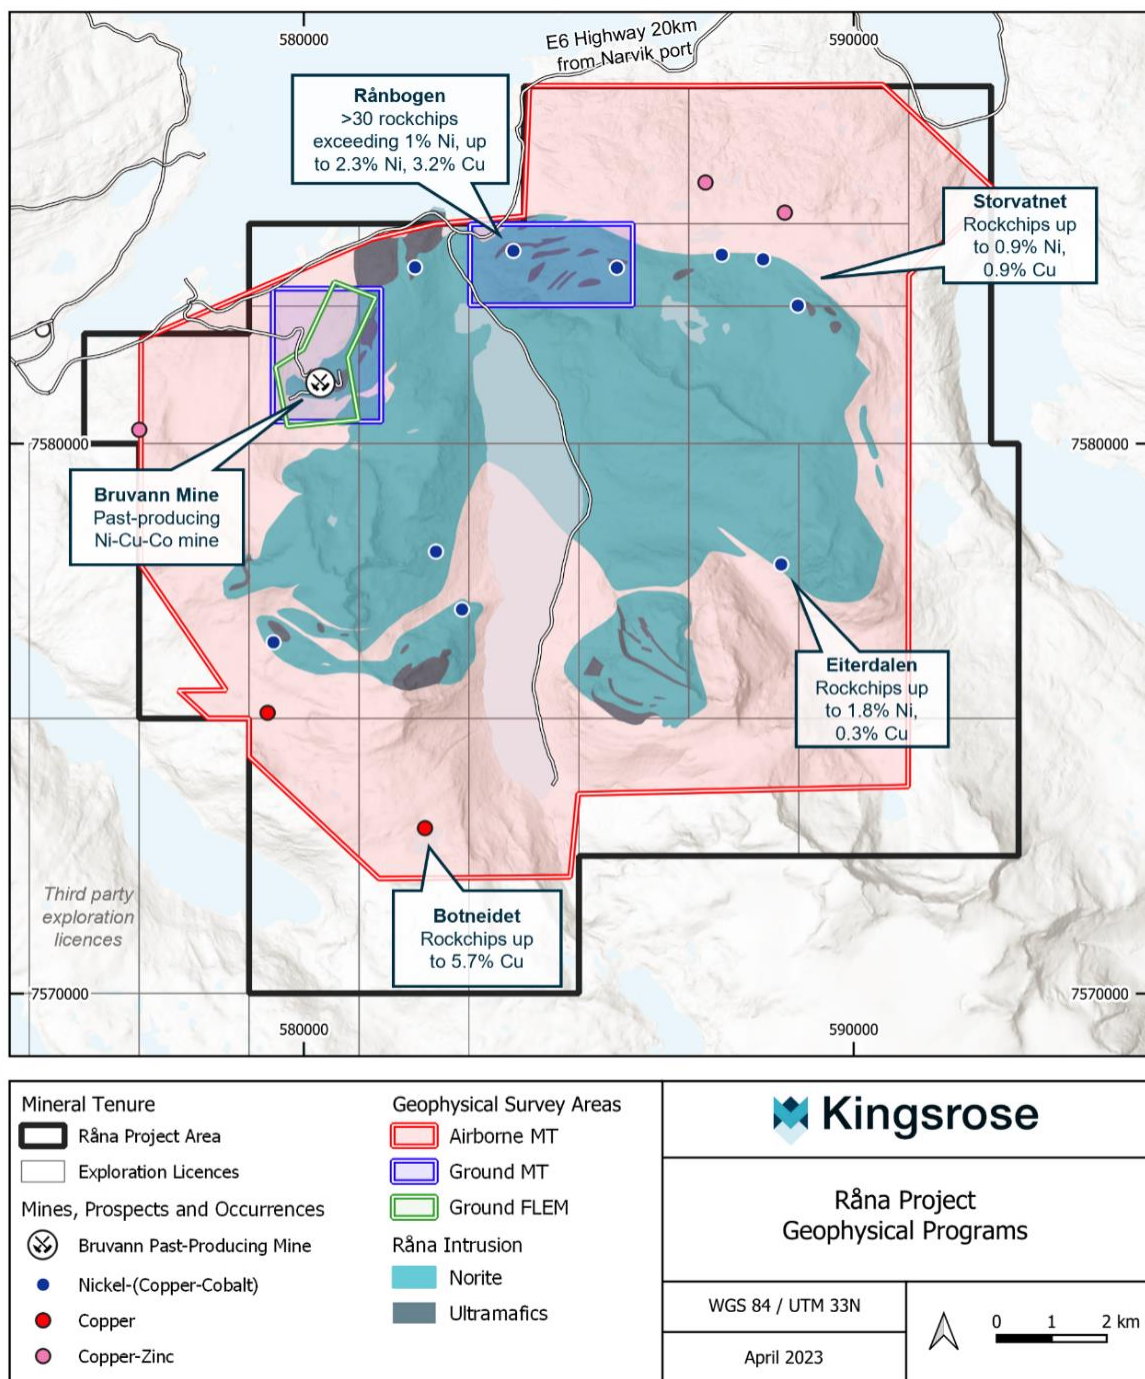 580000
590000
E6 Highway 20km
from Narvik port
Rånbogen
>30 rockchips
exceeding 1% Ni, up
to 2.3% Ni, 3.2% Cu
Storvatnet
Rockchips up
to 0.9% Ni,
0.9% Cu
7580000
7580000
Bruvann Mine
Past-producing
Ni-Cu-Co mine
Eiterdalen
Rockchips up
to 1.8% Ni,
0.3% Cu
Third party
exploration
licences
Botneidet
Rockchips up
to 5.7% Cu
7570000
7570000
580000
590000
Mineral Tenure
Råna Project Area
Exploration Licences
Mines, Prospects and Occurrences
Bruvann Past-Producing Mine
Nickel-(Copper-Cobalt)
Copper
Copper-Zinc
Geophysical Survey Areas
Airborne MT
Ground MT
Ground FLEM
Råna Intrusion
Norite
Ultramafics
Kingsrose
Råna Project
Geophysical Programs
WGS 84 / UTM 33N
April 2023
0 1 2 km